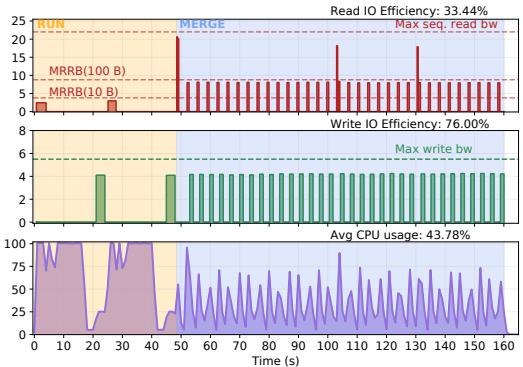 Read IO Efficiency: 33.44%
25
RUN
MERGE
Max seq. read bw
20
15
MRRB(100 B)
10
MRRB(10 B)
5
0
Write IO Efficiency: 76.00%
8
Max write bw
6
4
2
0
Avg CPU usage: 43.78%
100
75
50
25
0
0 10 20 30 40 50 60 70 80 90 100 110 120 130 140 150 160
Time (s)